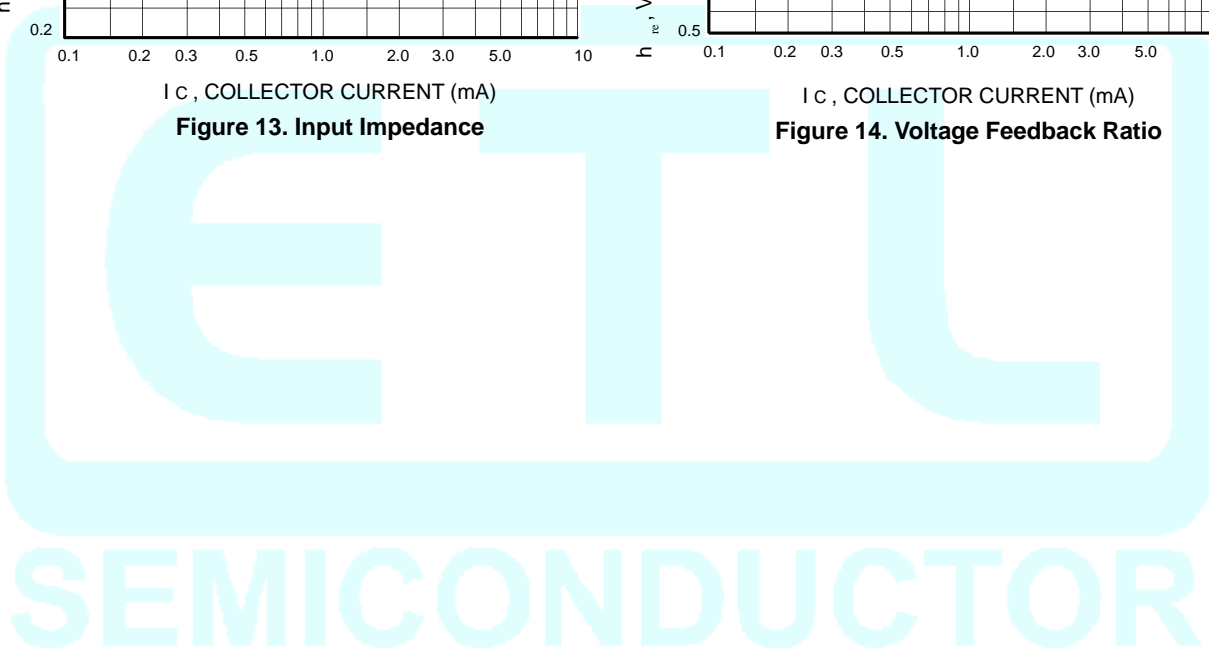 0.2
0.1 0.2 0.3 0.5 1.0 2.0 3.0 5.0 10
I C , COLLECTOR CURRENT (mA)
Figure 13. Input Impedance
h re , V
0.5
0.1 0.2 0.3 0.5 1.0 2.0 3.0 5.0
I C , COLLECTOR CURRENT (mA)
Figure 14. Voltage Feedback Ratio
ETL
SEMICONDUCTOR